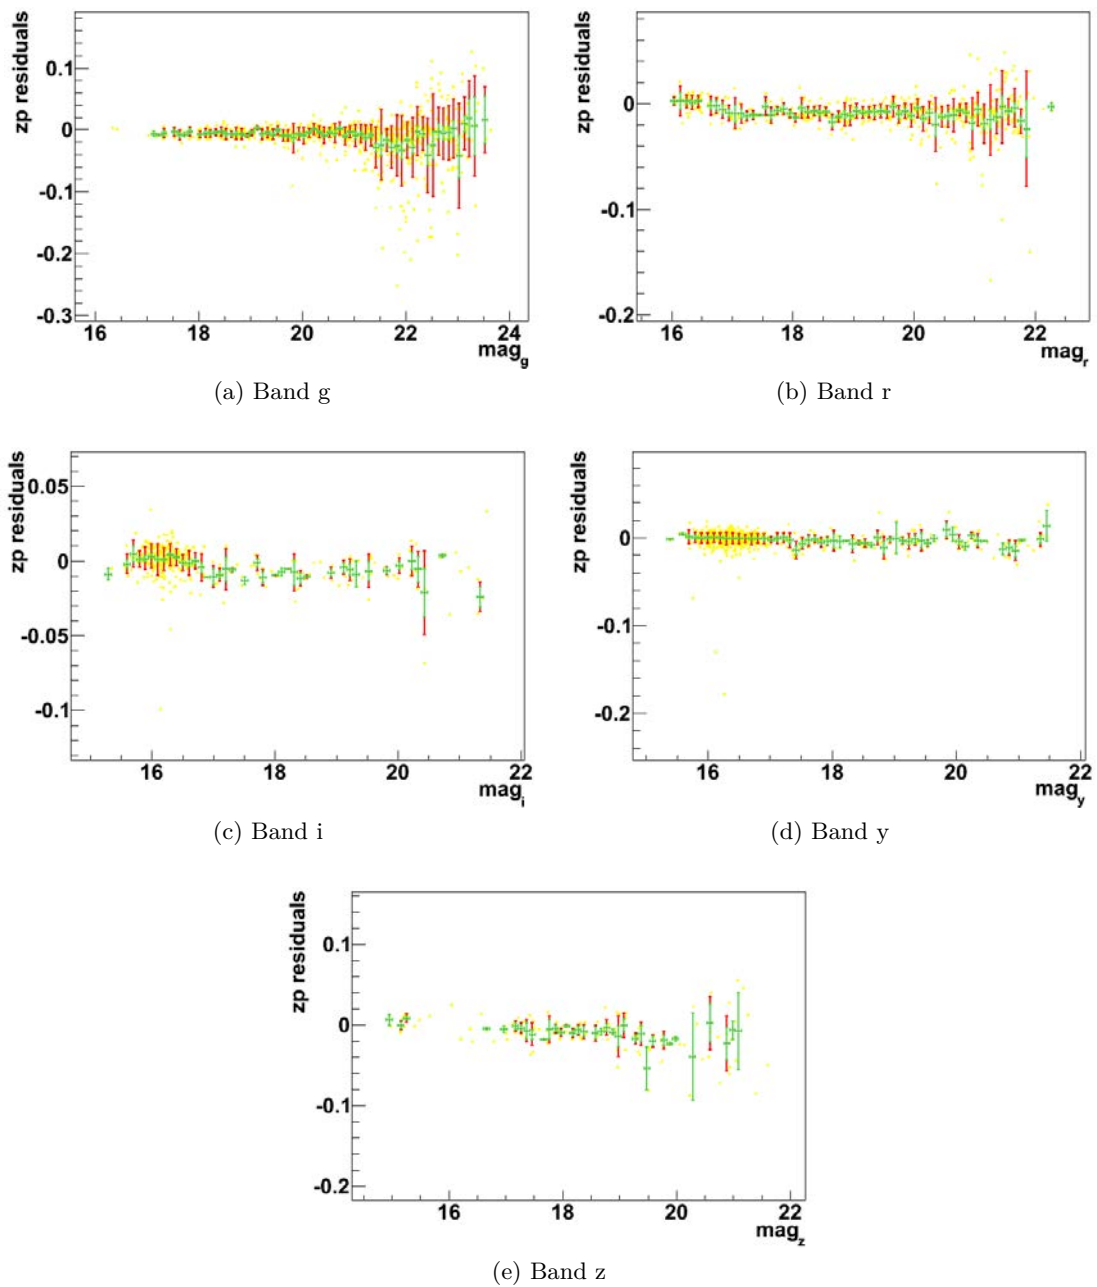 zp residuals
0.1
0
-0.1
-0.2
-0.3
16 18 20 22 24
mag_g
(a) Band g
zp residuals
0
-0.1
-0.2
16 18 20 22
mag_r
(b) Band r
zp residuals
0.05
0
-0.05
-0.1
16 18 20 22
mag_i
(c) Band i
zp residuals
0
-0.1
-0.2
16 18 20 22
mag_y
(d) Band y
zp residuals
0.1
0
-0.1
-0.2
16 18 20 22
mag_z
(e) Band z